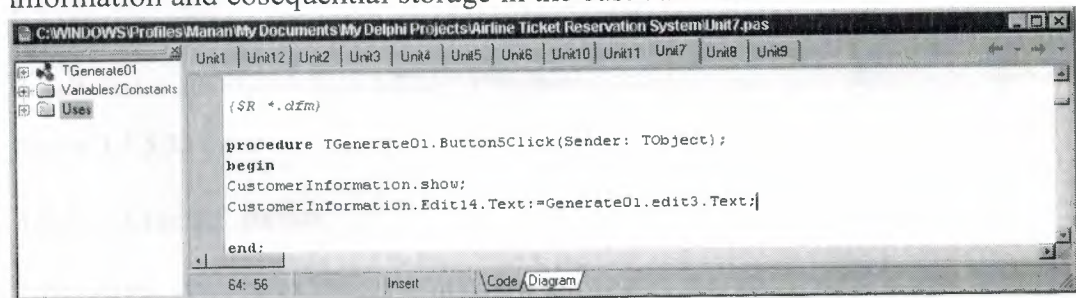 information and cosequential storage in the
C:\WINDOWS\Profiles\Manan\My Documents\My Delphi Projects\Airline Ticket Reservation System\Unit7.pas
TGenerate01
Variables/Constants
Uses
Unit1 Unit12 Unit2 Unit3 Unit4 Unit5 Unit6 Unit10 Unit11 Unit7 Unit8 Unit9
{$R *.dfm}
procedure TGenerate01.Button5Click(Sender: TObject);
begin
CustomerInformation.show;
CustomerInformation.Edit14.Text:=Generate01.edit3.Text;
end;
64: 56 Insert Code Diagram